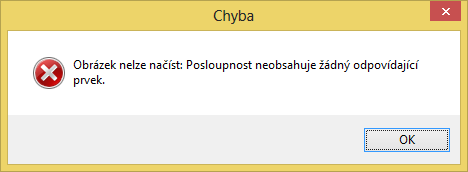 Chyba
Obrázek nelze načíst: Posloupnost neobsahuje žádný odpovídající
prvek.
OK